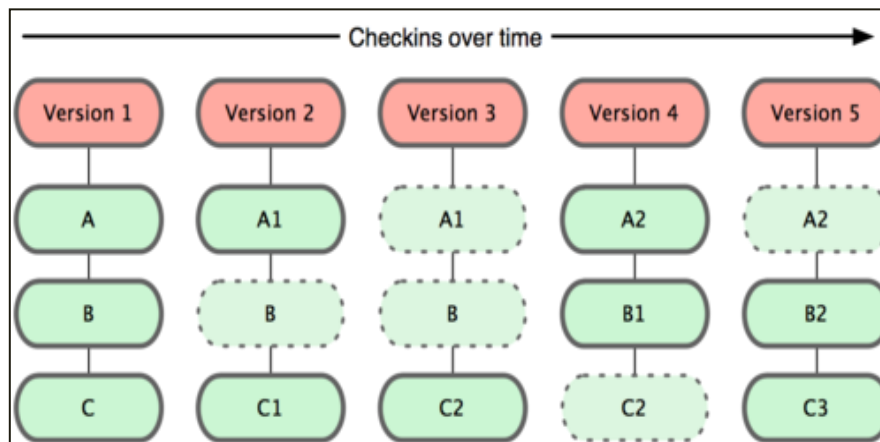 Checkins over time
Version 1 Version 2 Version 3 Version 4 Version 5
A A1 A1 A2 A2
B B B B1 B2
C C1 C2 C2 C3